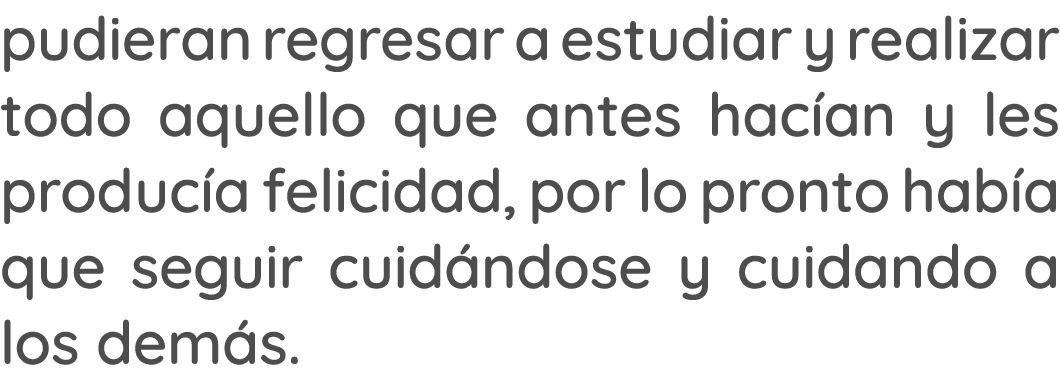 pudieran regresar a estudiar y realizar
todo aquello que antes hacían y les
producía felicidad, por lo pronto había
que seguir cuidándose y cuidando a
los demás.